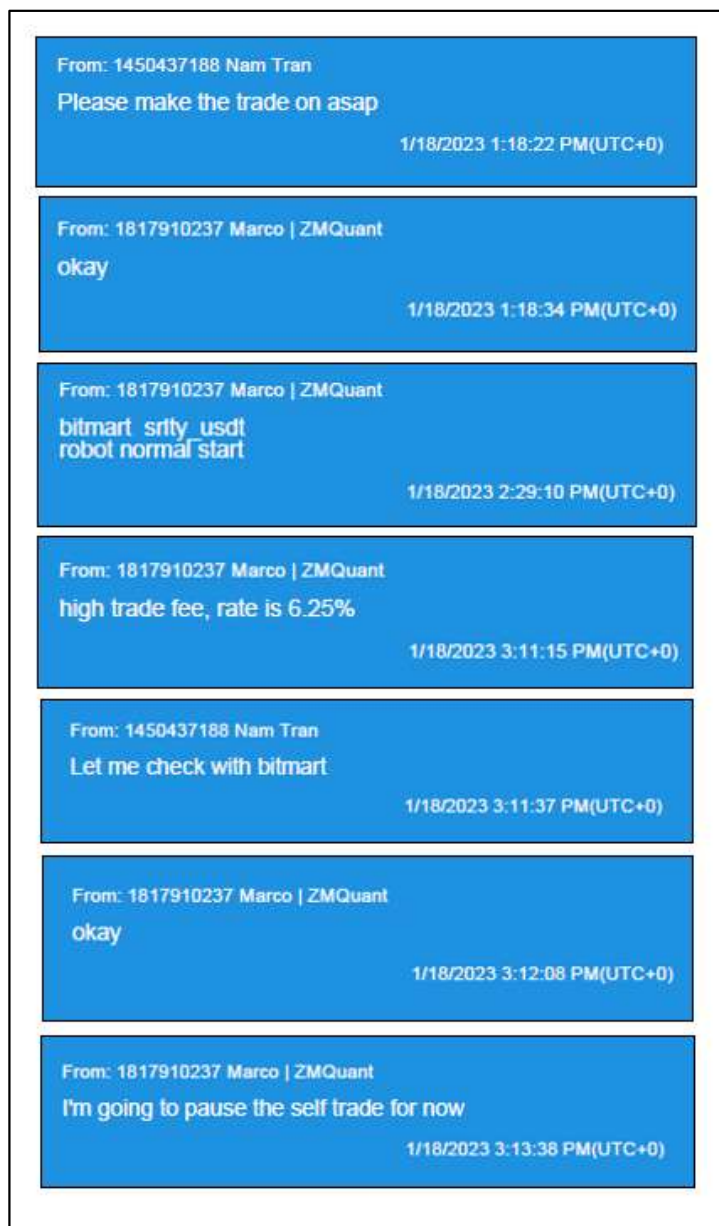 From: 1450437188 Nam Tran
Please make the trade on asap
1/18/2023 1:18:22 PM(UTC+0)
From: 1817910237 Marco | ZMQuant
okay
1/18/2023 1:18:34 PM(UTC+0)
From: 1817910237 Marco | ZMQuant
bitmart srlty_usdt
robot normal start
1/18/2023 2:29:10 PM(UTC+0)
From: 1817910237 Marco | ZMQuant
high trade fee, rate is 6.25%
1/18/2023 3:11:15 PM(UTC+0)
From: 1450437188 Nam Tran
Let me check with bitmart
1/18/2023 3:11:37 PM(UTC+0)
From: 1817910237 Marco | ZMQuant
okay
1/18/2023 3:12:08 PM(UTC+0)
From: 1817910237 Marco | ZMQuant
I'm going to pause the self trade for now
1/18/2023 3:13:38 PM(UTC+0)